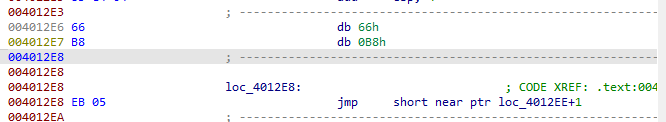 004012E3 ; ---------------------------------------------------------------
004012E6 66 db 66h
004012E7 B8 db 0B8h
004012E8 ; ---------------------------------------------------------------
004012E8
004012E8 loc_4012E8: ; CODE XREF: .text:004
004012E8 EB 05 jmp short near ptr loc_4012EE+1
004012EA ; ---------------------------------------------------------------